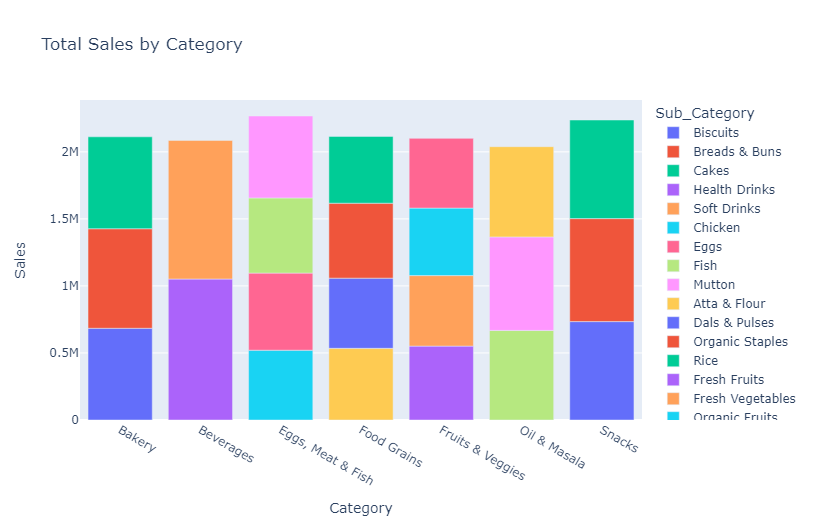 Total Sales by Category
Sub_Category
Biscuits
Breads & Buns
Cakes
Health Drinks
Soft Drinks
Chicken
Eggs
Fish
Mutton
Atta & Flour
Dals & Pulses
Organic Staples
Rice
Fresh Fruits
Fresh Vegetables
Organic Fruits
Sales
2M
1.5M
1M
0.5M
0
Bakery
Beverages
Eggs, Meat & Fish
Food Grains
Fruits & Veggies
Oil & Masala
Snacks
Category